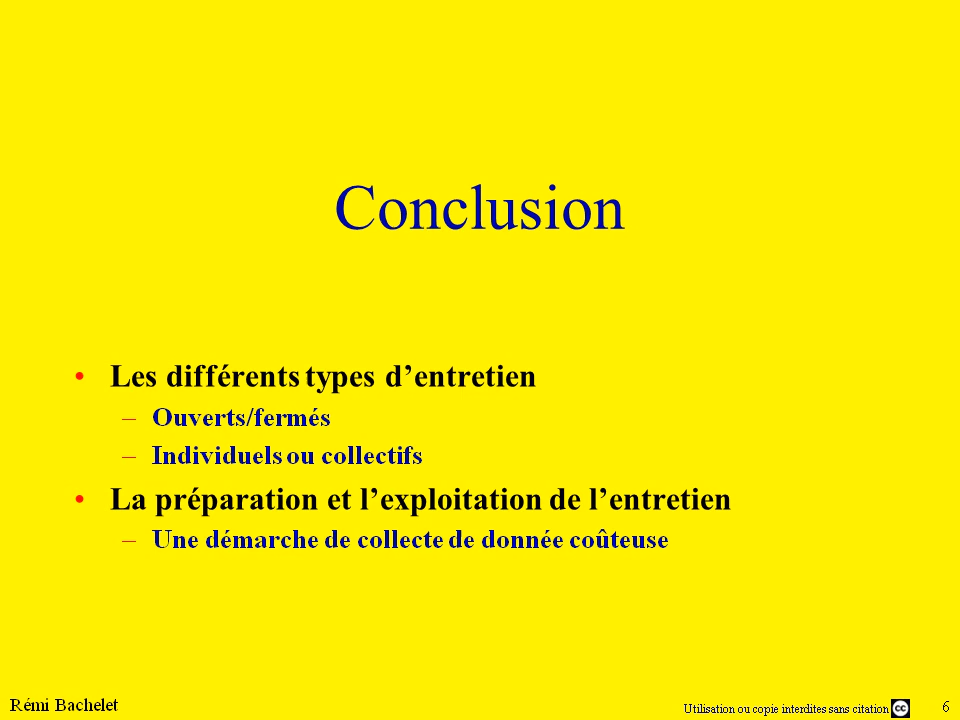 Conclusion
• Les différents types d’entretien
– Ouverts/fermés
– Individuels ou collectifs
• La préparation et l’exploitation de l’entretien
– Une démarche de collecte de donnée coûteuse
Rémi Bachelet
Utilisation ou copie interdites sans citation cc 6